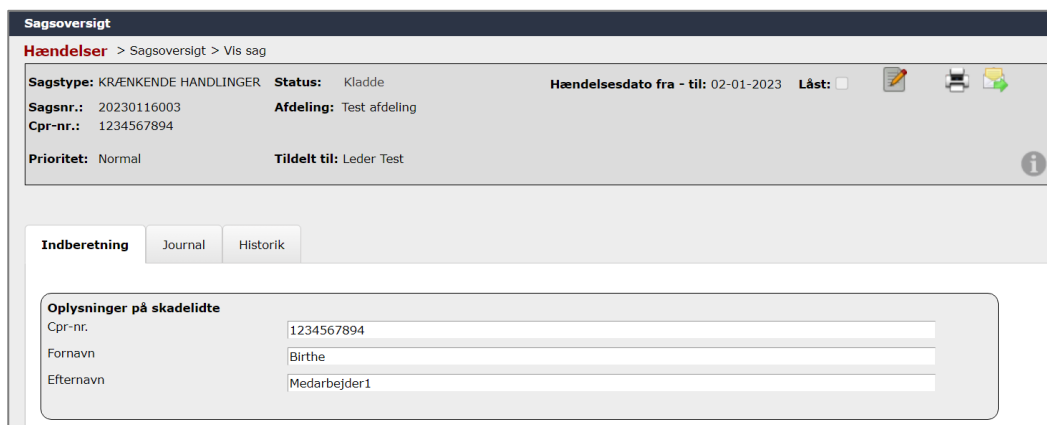 Sagsoversigt
Hændelser > Sagsoversigt > Vis sag
Sagstype: KRÆNKENDE HANDLINGER Status: Kladde Hændelsesdato fra - til: 02-01-2023 Låst:
Sagsnr.: 20230116003 Afdeling: Test afdeling
Cpr-nr.: 1234567894
Prioritet: Normal Tildelt til: Leder Test
Indberetning Journal Historik
Oplysninger på skadelidte
Cpr-nr. 1234567894
Fornavn Birthe
Efternavn Medarbejder1